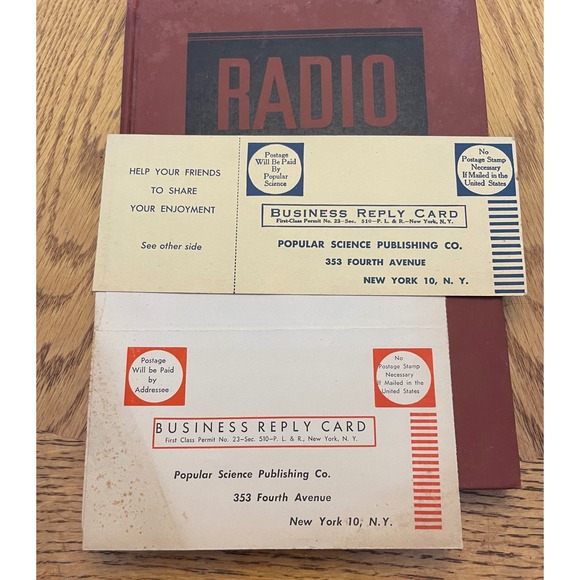 RADIO
HELP YOUR FRIENDS
TO SHARE
YOUR ENJOYMENT
See other side
Postage
Will Be Paid
By
Popular
Science
No
Postage Stamp
Necessary
If Mailed in the
United States
BUSINESS REPLY CARD
First-Class Permit No. 23-Sec. 510-P. L. & R.-New York, N. Y.
POPULAR SCIENCE PUBLISHING CO.
353 FOURTH AVENUE
NEW YORK 10, N. Y.
Postage
Will be Paid
by
Addressee
No
Postage Stamp
Necessary
If Mailed in the
United States
BUSINESS REPLY CARD
First Class Permit No. 23-Sec. 510-P. L. & R., New York, N. Y.
Popular Science Publishing Co.
353 Fourth Avenue
New York 10, N.Y.